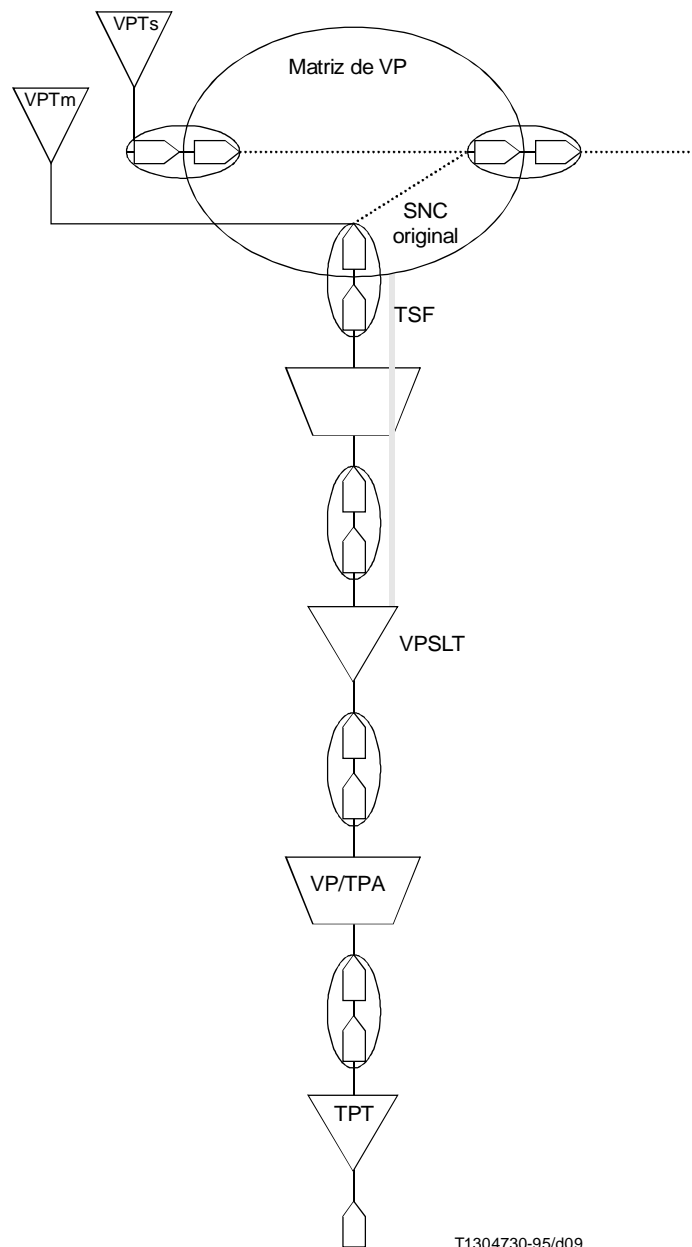 VPTs
Matriz de VP
VPTm
SNC
original
TSF
VPSLT
VP/TPA
TPT
T1304730-95/d09